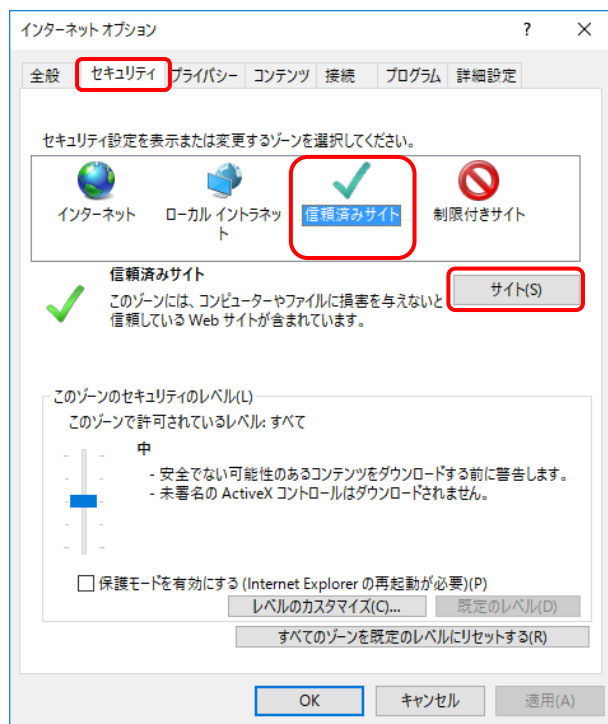 インターネット オプション
?
全般 セキュリティ プライバシー コンテンツ 接続 プログラム 詳細設定
セキュリティ設定を表示または変更するゾーンを選択してください。
インターネット
ローカル イントラネッ
ト
信頼済みサイト
制限付きサイト
信頼済みサイト
このゾーンには、コンピューターやファイルに損害を与えないと
信頼している Web サイトが含まれています。
サイト(S)
このゾーンのセキュリティのレベル(L)
このゾーンで許可されているレベル: すべて
中
- 安全でない可能性のあるコンテンツをダウンロードする前に警告します。
- 未署名の ActiveX コントロールはダウンロードされません。
保護モードを有効にする (Internet Explorer の再起動が必要)(P)
レベルのカスタマイズ(C)... 既定のレベル(D)
すべてのゾーンを既定のレベルにリセットする(R)
OK キャンセル 適用(A)